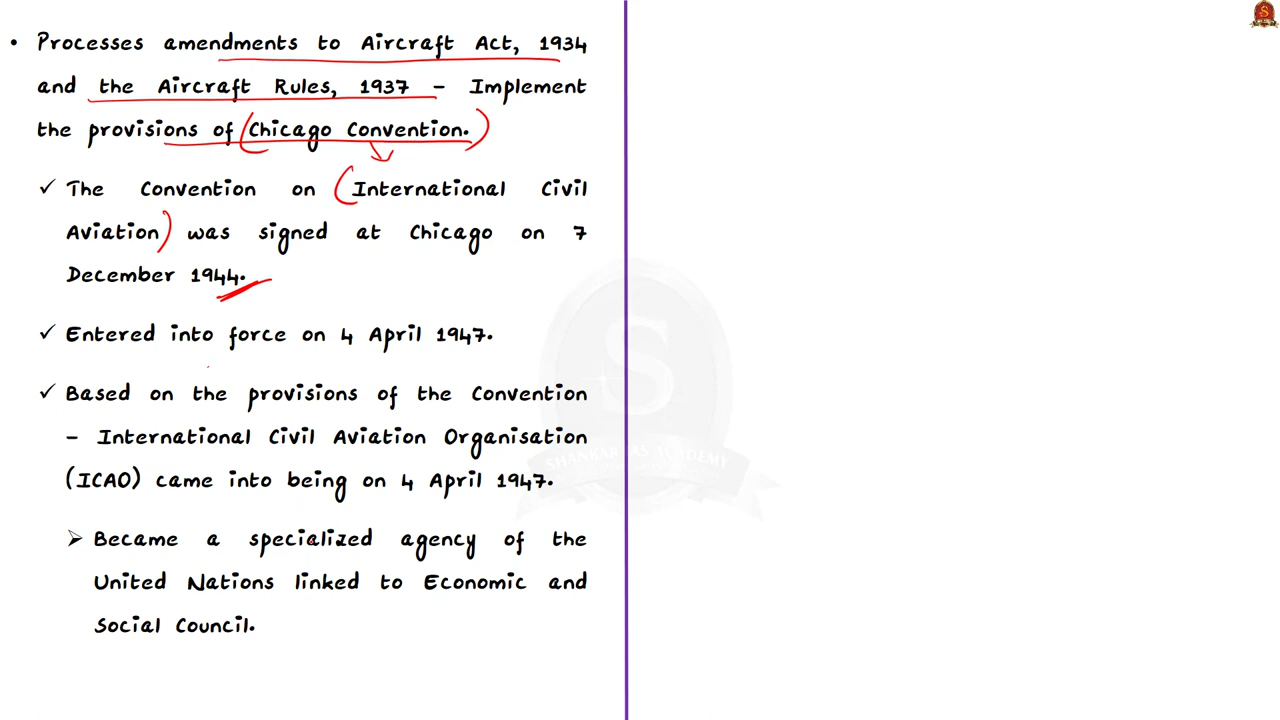 • Processes amendments to Aircraft Act, 1934
and the Aircraft Rules, 1937 – Implement
the provisions of Chicago Convention.
✓ The Convention on International Civil
Aviation was signed at Chicago on 7
December 1944.
✓ Entered into force on 4 April 1947.
✓ Based on the provisions of the Convention
– International Civil Aviation Organisation
(ICAO) came into being on 4 April 1947.
➢ Became a specialized agency of the
United Nations linked to Economic and
Social Council.
S
SHANKAR IAS ACADEMY